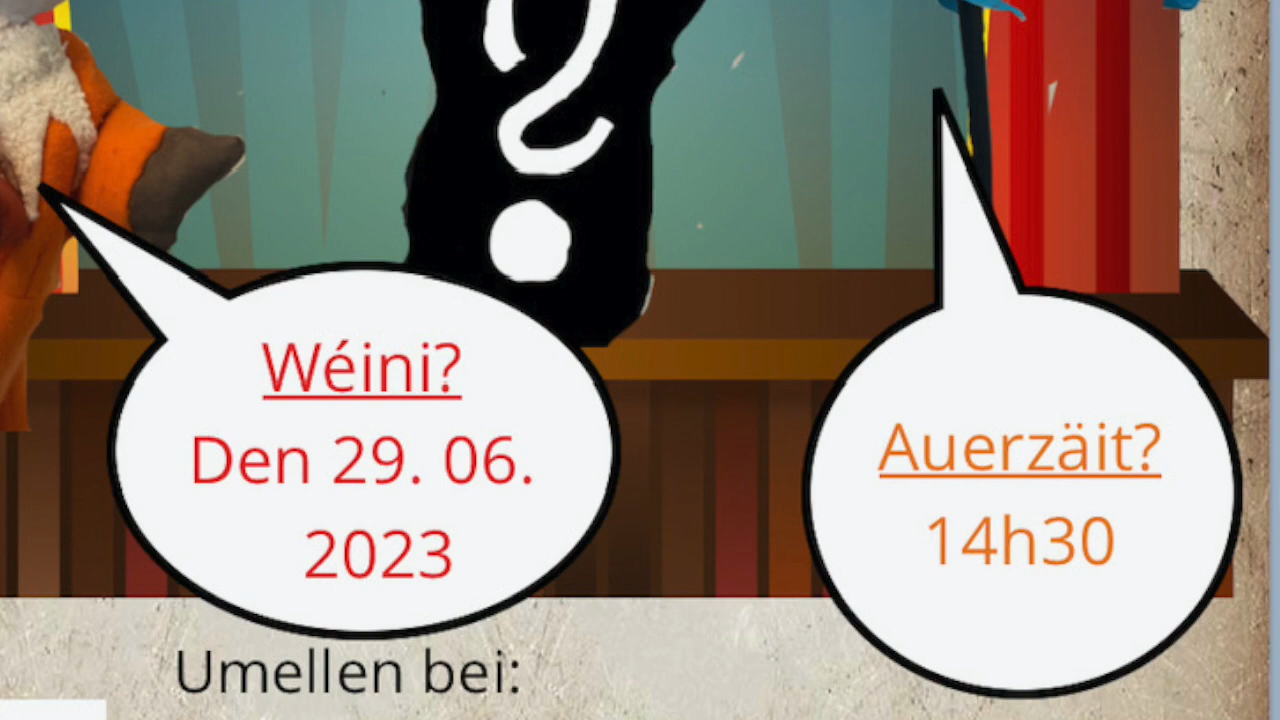 ?
Wéini?
Den 29. 06.
2023
Auerzäit?
14h30
Umellen bei: